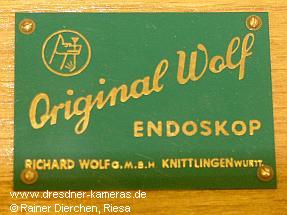 Original Wolf
ENDOSKOP
RICHARD WOLF G.M.B.H KNITTLINGEN WURTT.
www.dresdner-kameras.de
© Rainer Dierchen, Riesa